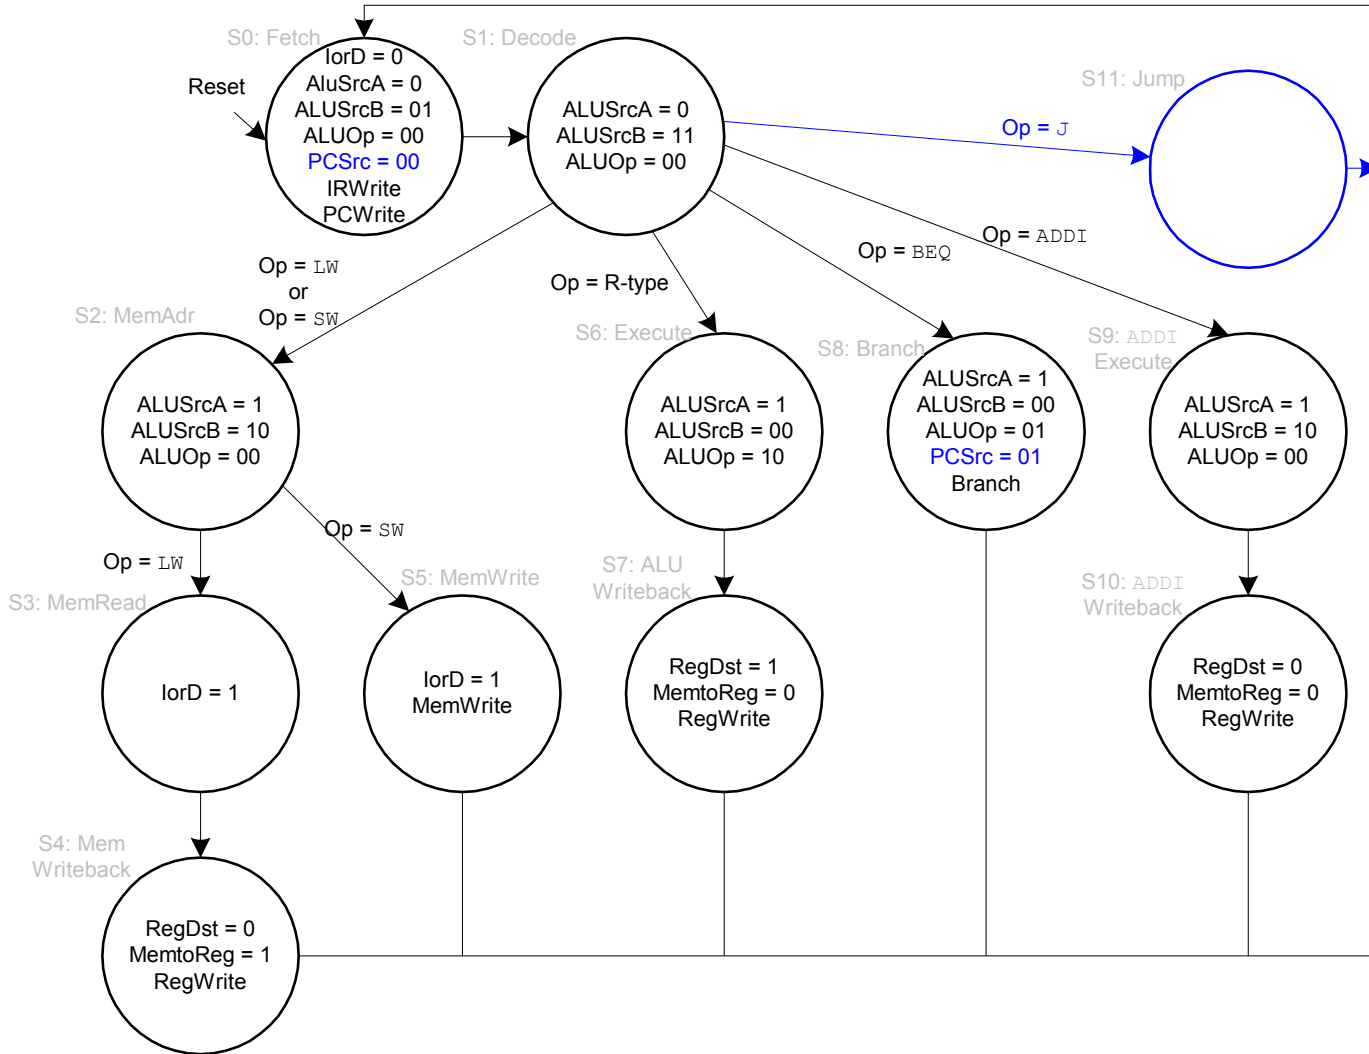 S0: Fetch
S1: Decode
IorD = 0
AluSrcA = 0
ALUSrcB = 01
ALUOp = 00
PCSrc = 00
IRWrite
PCWrite
Reset
ALUSrcA = 0
ALUSrcB = 11
ALUOp = 00
S11: Jump
Op = J
Op = ADDI
Op = BEQ
Op = R-type
Op = LW
or
Op = SW
S2: MemAdr
S6: Execute
S8: Branch
S9: ADDI
Execute
ALUSrcA = 1
ALUSrcB = 10
ALUOp = 00
ALUSrcA = 1
ALUSrcB = 00
ALUOp = 10
ALUSrcA = 1
ALUSrcB = 00
ALUOp = 01
PCSrc = 01
Branch
ALUSrcA = 1
ALUSrcB = 10
ALUOp = 00
Op = SW
Op = LW
S3: MemRead
S5: MemWrite
S7: ALU
Writeback
S10: ADDI
Writeback
IorD = 1
IorD = 1
MemWrite
RegDst = 1
MemtoReg = 0
RegWrite
RegDst = 0
MemtoReg = 0
RegWrite
S4: Mem
Writeback
RegDst = 0
MemtoReg = 1
RegWrite